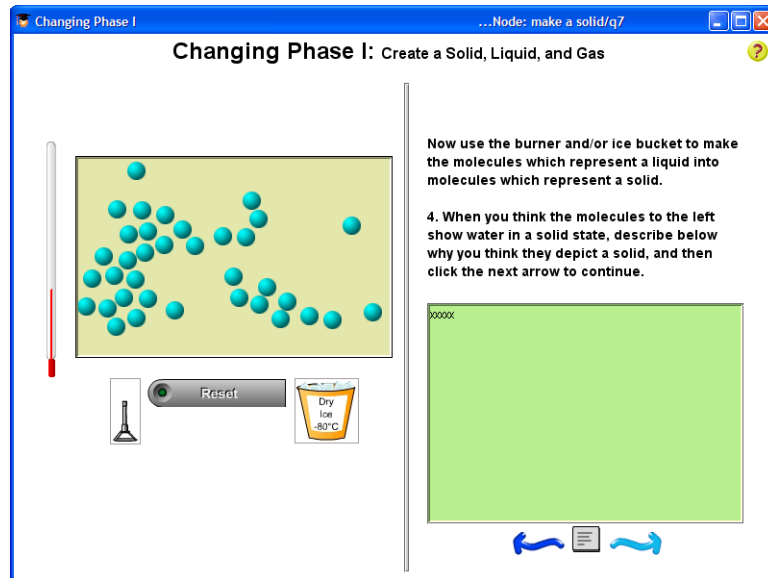 Changing Phase I ...Node: make a solid/q7
Changing Phase I: Create a Solid, Liquid, and Gas
?
Now use the burner and/or ice bucket to make
the molecules which represent a liquid into
molecules which represent a solid.
4. When you think the molecules to the left
show water in a solid state, describe below
why you think they depict a solid, and then
click the next arrow to continue.
xxxxx
Reset
Dry
Ice
-80°C